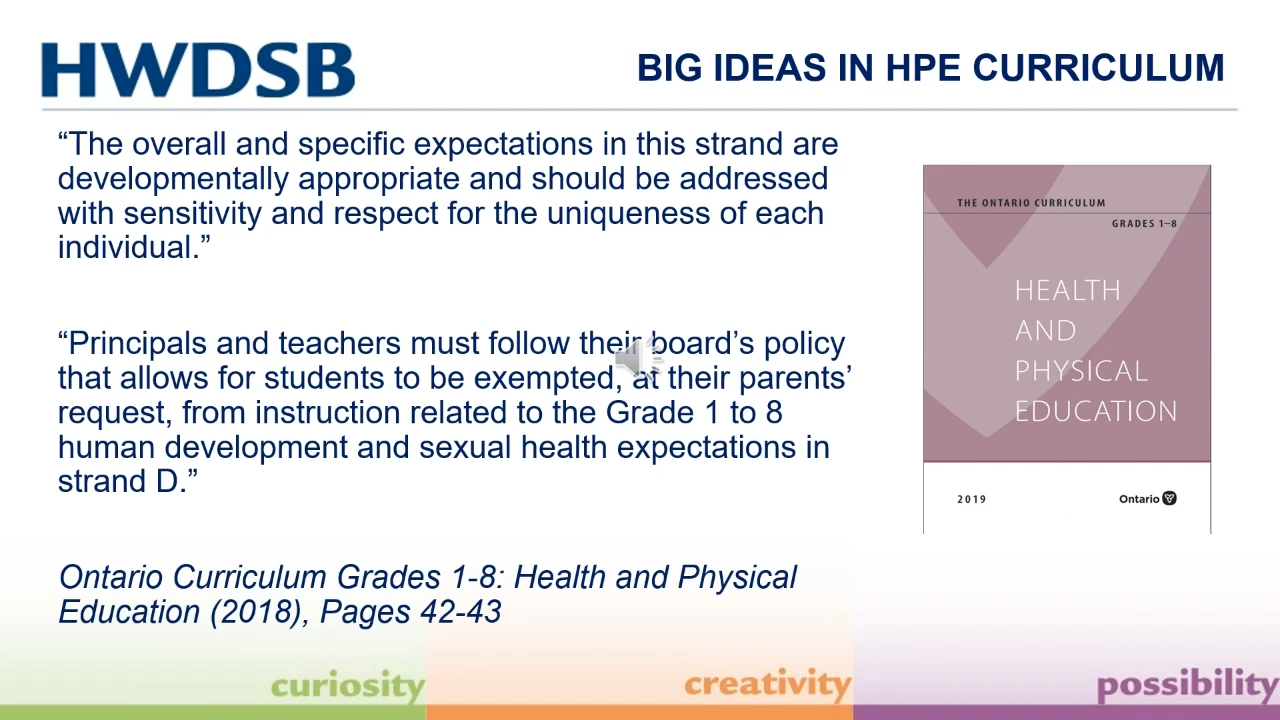 HWDSB
BIG IDEAS IN HPE CURRICULUM
“The overall and specific expectations in this strand are
developmentally appropriate and should be addressed
with sensitivity and respect for the uniqueness of each
individual.”
“Principals and teachers must follow their board’s policy
that allows for students to be exempted, at their parents’
request, from instruction related to the Grade 1 to 8
human development and sexual health expectations in
strand D.”
Ontario Curriculum Grades 1-8: Health and Physical
Education (2018), Pages 42-43
THE ONTARIO CURRICULUM
GRADES 1–8
HEALTH
AND
PHYSICAL
EDUCATION
2019
Ontario
curiosity
creativity
possibility